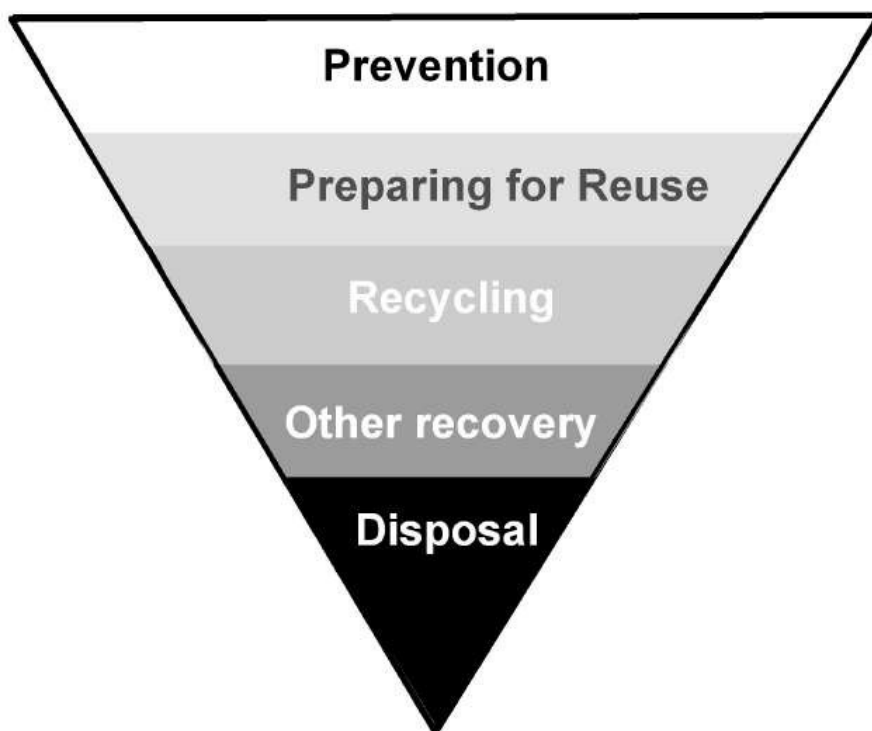 Prevention
Preparing for Reuse
Recycling
Other recovery
Disposal